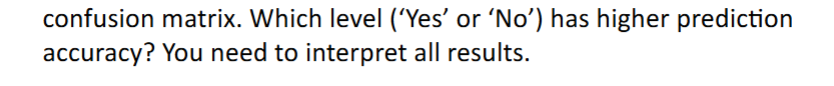 confusion matrix. Which level (‘Yes’ or ‘No’) has higher prediction
accuracy? You need to interpret all results.